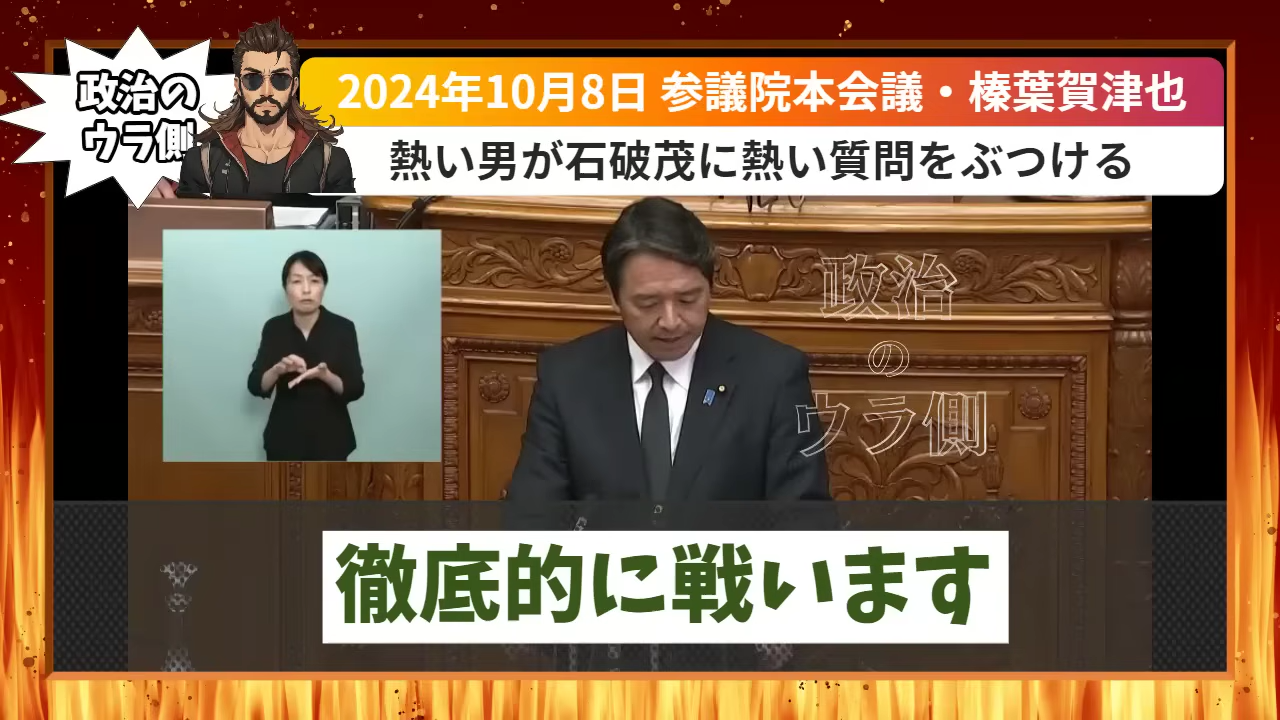 政治の
ウラ側
2024年10月8日 参議院本会議・榛葉賀津也
熱い男が石破茂に熱い質問をぶつける
政治
の
ウラ側
徹底的に戦います